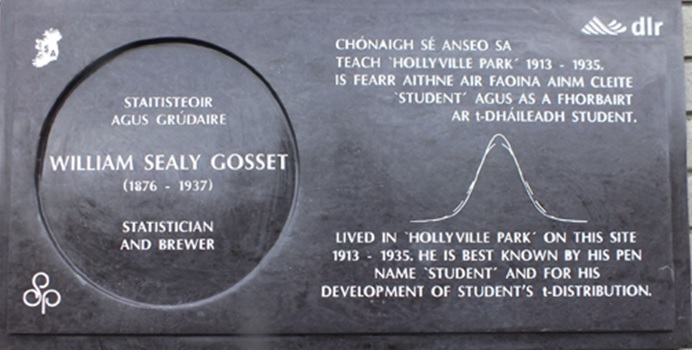 STAITISTEOIR
AGUS GRÚDAIRE
WILLIAM SEALY GOSSET
(1876 - 1937)
STATISTICIAN
AND BREWER
dlr
CHÓNAIGH SÉ ANSEO SA
TEACH `HOLLYVILLE PARK´ 1913 - 1935.
IS FEARR AITHNE AIR FAOINA AINM CLEITE
`STUDENT´ AGUS AS A FHORBAIRT
AR t-DHÁILEADH STUDENT.
LIVED IN `HOLLYVILLE PARK´ ON THIS SITE
1913 - 1935. HE IS BEST KNOWN BY HIS PEN
NAME `STUDENT´ AND FOR HIS
DEVELOPMENT OF STUDENT'S t-DISTRIBUTION.